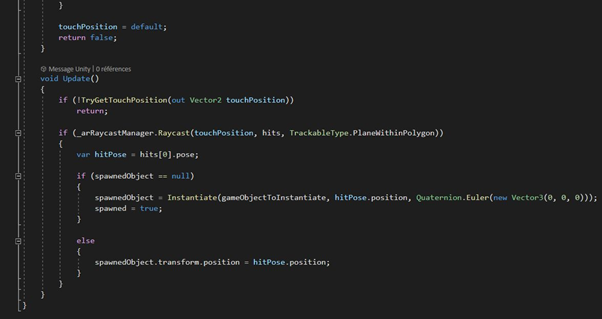 }
touchPosition = default;
return false;
}
Message Unity | 0 références
void Update()
{
if (!TryGetTouchPosition(out Vector2 touchPosition))
return;
if (_arRaycastManager.Raycast(touchPosition, hits, TrackableType.PlaneWithinPolygon))
{
var hitPose = hits[0].pose;
if (spawnedObject == null)
{
spawnedObject = Instantiate(gameObjectToInstantiate, hitPose.position, Quaternion.Euler(new Vector3(0, 0, 0)));
spawned = true;
}
else
{
spawnedObject.transform.position = hitPose.position;
}
}
}
}